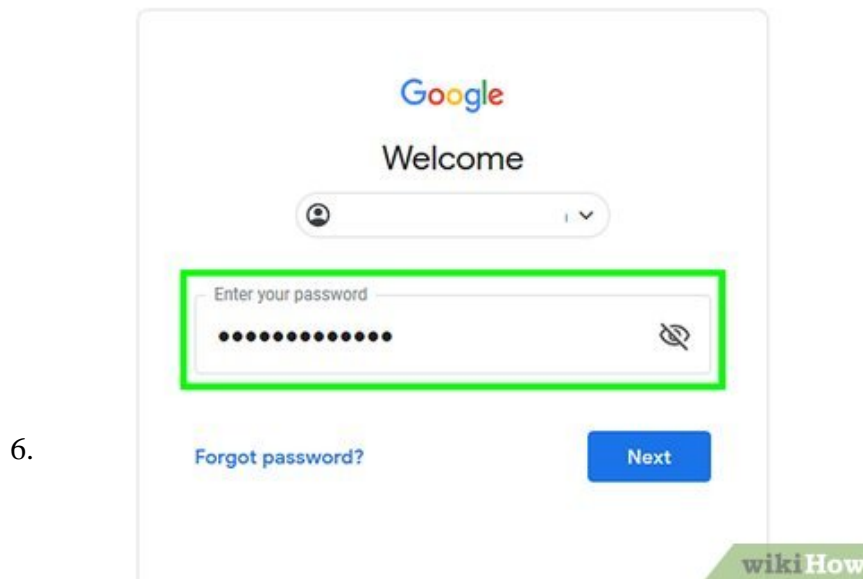 Google
Welcome
Enter your password
•••••••••••••
6.
Forgot password?
Next
wikiHow